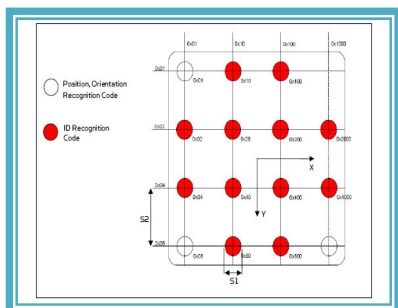 0x01 0x10 0x100 0x1000
0x01
0x01 0x10 0x100
Position, Orientation
Recognition Code
ID Recognition
Code
0x02
0x02 0x20 0x200 0x2000
X
0x04
0x04 0x40 0x400
Y
S2
0x08
0x08 0x80 0x800
S1